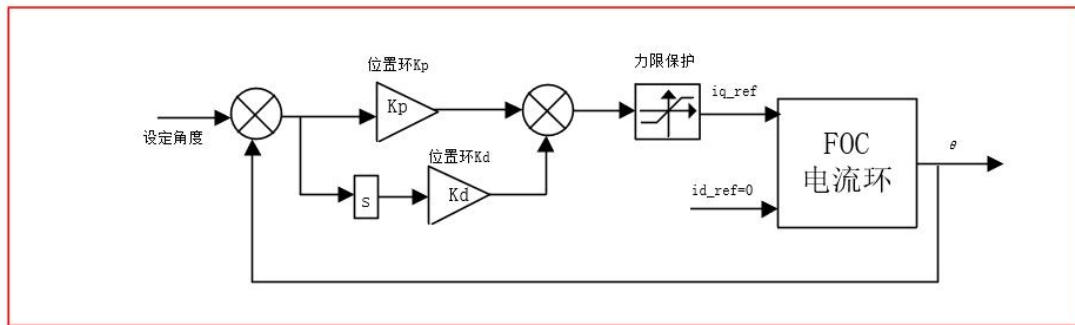 位置环Kp
力限保护
Kp
iq_ref
设定角度
位置环Kd
FOC
电流环
θ
S
Kd
id_ref=0